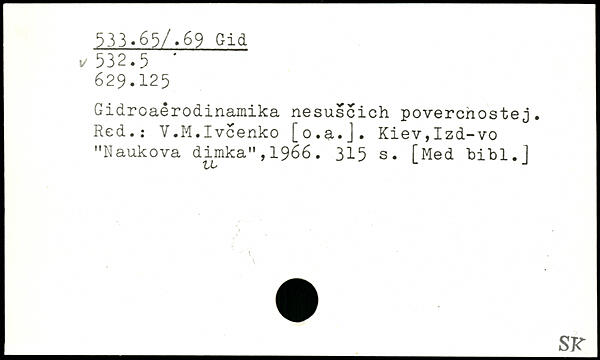 533.65/.69 Gid
v 532.5
629.125
Gidroaėrodinamika nesuščich poverchostej.
Red.: V.M.Ivčenko [o.a.]. Kiev,Izd-vo
"Naukova dimka",1966. 315 s. [Med bibl.]
u
SK